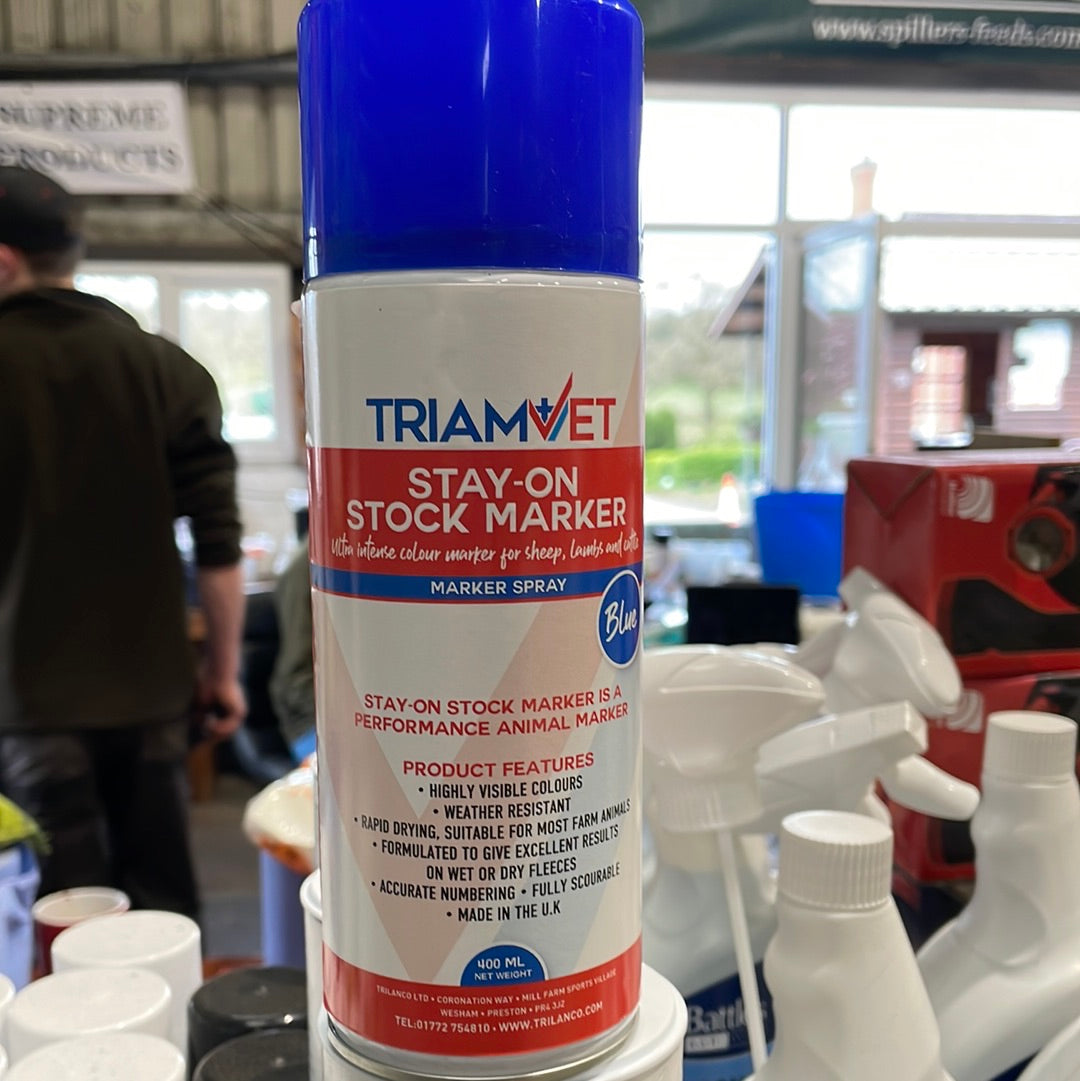 www.spillers-feeds.com
SUPREME
PRODUCTS
TRIAMVET
STAY-ON
STOCK MARKER
Ultra intense colour marker for sheep, lambs and cattle
MARKER SPRAY
Blue
STAY-ON STOCK MARKER IS A
PERFORMANCE ANIMAL MARKER
PRODUCT FEATURES
• HIGHLY VISIBLE COLOURS
• WEATHER RESISTANT
• RAPID DRYING, SUITABLE FOR MOST FARM ANIMALS
• FORMULATED TO GIVE EXCELLENT RESULTS
ON WET OR DRY FLEECES
• ACCURATE NUMBERING • FULLY SCOURABLE
• MADE IN THE U.K
400 ML
NET WEIGHT
TRILANCO LTD • CORONATION WAY • MILL FARM SPORTS VILLAGE
WESHAM • PRESTON • PR4 3JZ
TEL:01772 754810 • WWW.TRILANCO.COM
Battles